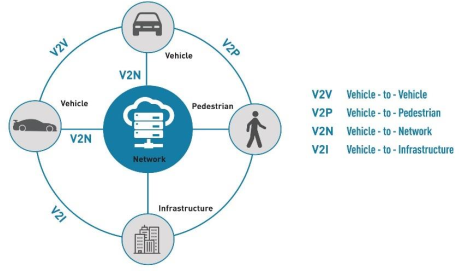 V2V
V2P
Vehicle
V2N
Vehicle
Pedestrian
V2N
Network
V2I
Infrastructure
V2V Vehicle - to - Vehicle
V2P Vehicle - to - Pedestrian
V2N Vehicle - to - Network
V2I Vehicle - to - Infrastructure